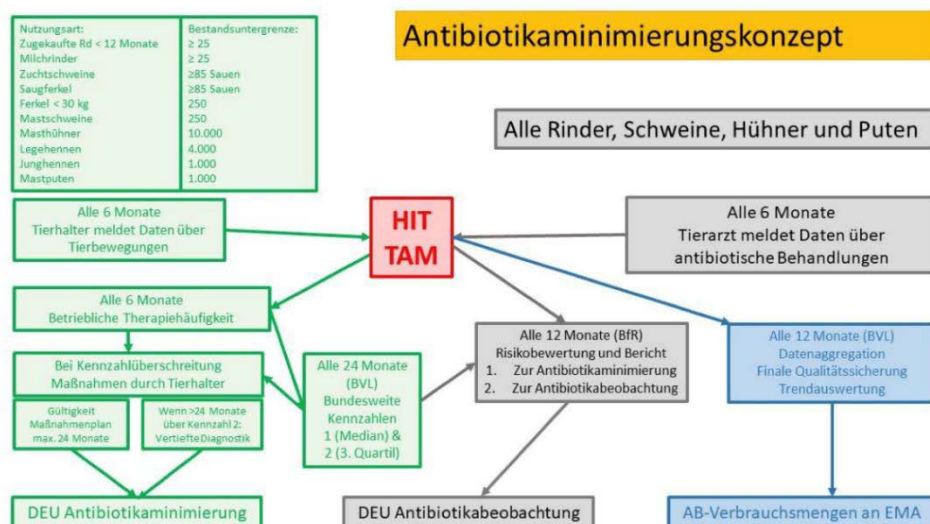 Antibiotikaminimierungskonzept
Nutzungsart: Bestandsuntergrenze:
Zugekaufte Rd < 12 Monate ≥ 25
Milchrinder ≥ 25
Zuchtschweine ≥85 Sauen
Saugferkel ≥85 Sauen
Ferkel < 30 kg 250
Mastschweine 250
Masthühner 10.000
Legehennen 4.000
Junghennen 1.000
Mastputen 1.000
Alle Rinder, Schweine, Hühner und Puten
Alle 6 Monate
Tierhalter meldet Daten über
Tierbewegungen
HIT
TAM
Alle 6 Monate
Tierarzt meldet Daten über
antibiotische Behandlungen
Alle 6 Monate
Betriebliche Therapiehäufigkeit
Bei Kennzahlüberschreitung
Maßnahmen durch Tierhalter
Gültigkeit
Maßnahmenplan
max. 24 Monate
Wenn >24 Monate
über Kennzahl 2:
Vertiefte Diagnostik
Alle 24 Monate
(BVL)
Bundesweite
Kennzahlen
1 (Median) &
2 (3. Quartil)
Alle 12 Monate (BfR)
Risikobewertung und Bericht
1. Zur Antibiotikaminimierung
2. Zur Antibiotikabeobachtung
Alle 12 Monate (BVL)
Datenaggregation
Finale Qualitätssicherung
Trendauswertung
DEU Antibiotikaminimierung
DEU Antibiotikabeobachtung
AB-Verbrauchsmengen an EMA